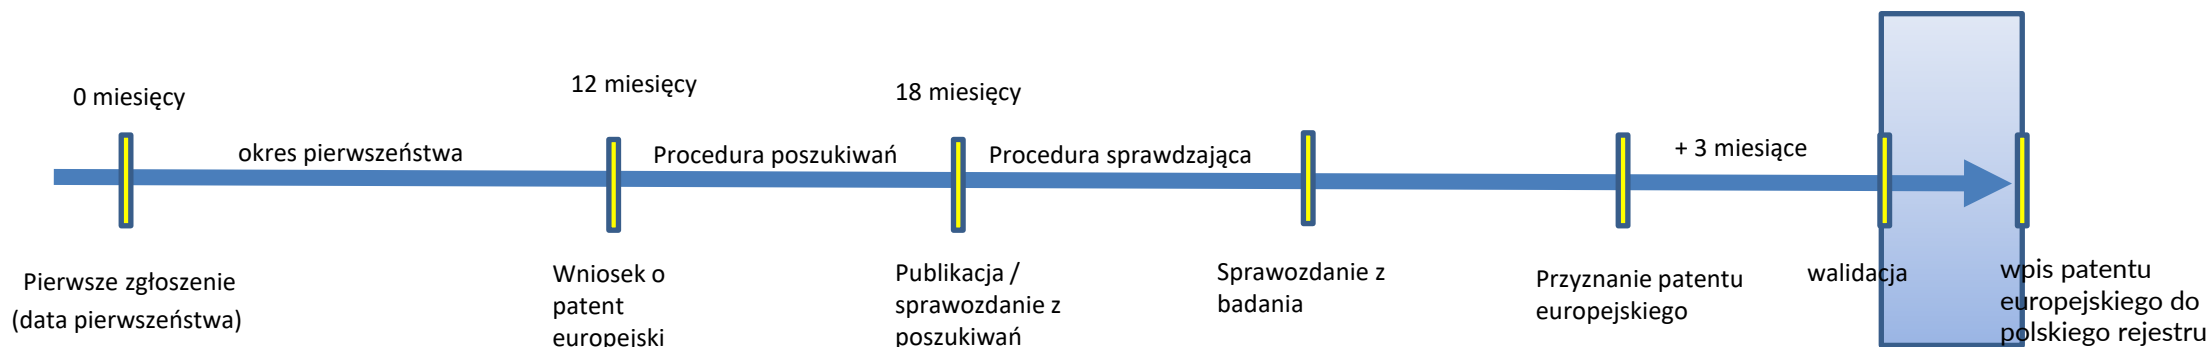 0 miesięcy
12 miesięcy
18 miesięcy
okres pierwszeństwa
Procedura poszukiwań
Procedura sprawdzająca
+ 3 miesiące
Pierwsze zgłoszenie
(data pierwszeństwa)
Wniosek o
patent
europejski
Publikacja /
sprawozdanie z
poszukiwań
Sprawozdanie z
badania
Przyznanie patentu
europejskiego
walidacja
wpis patentu
europejskiego do
polskiego rejestru